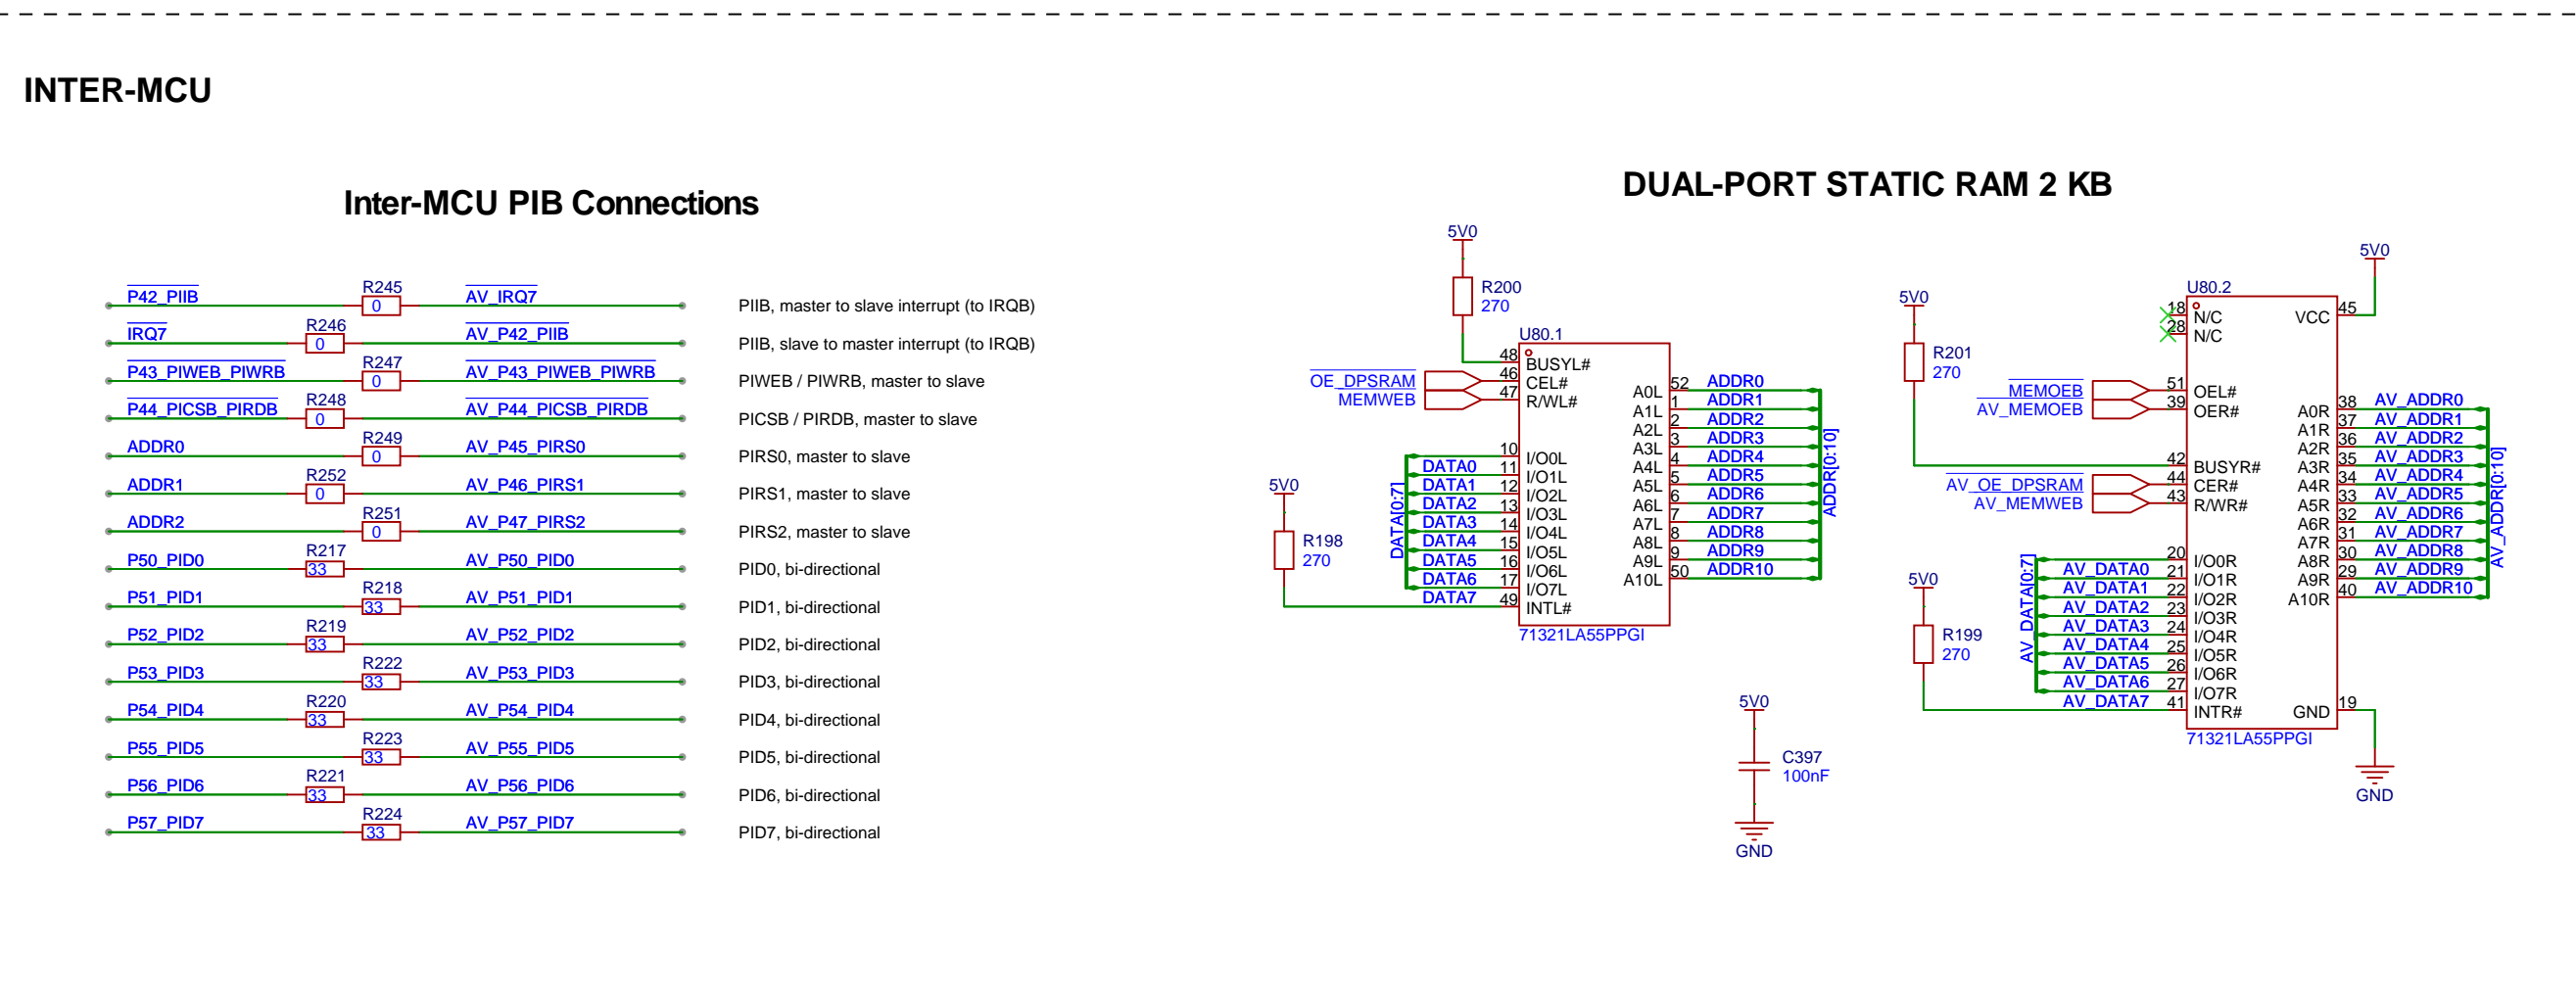 INTER-MCU
Inter-MCU PIB Connections
P42_PIIB R245 0 AV_IRQ7 PIIB, master to slave interrupt (to IRQB)
IRQ7 R246 0 AV_P42_PIIB PIIB, slave to master interrupt (to IRQB)
P43_PIWEB_PIWRB R247 0 AV_P43_PIWEB_PIWRB PIWEB / PIWRB, master to slave
P44_PICSB_PIRDB R248 0 AV_P44_PICSB_PIRDB PICSB / PIRDB, master to slave
ADDR0 R249 0 AV_P45_PIRS0 PIRS0, master to slave
ADDR1 R252 0 AV_P46_PIRS1 PIRS1, master to slave
ADDR2 R251 0 AV_P47_PIRS2 PIRS2, master to slave
P50_PID0 R217 33 AV_P50_PID0 PID0, bi-directional
P51_PID1 R218 33 AV_P51_PID1 PID1, bi-directional
P52_PID2 R219 33 AV_P52_PID2 PID2, bi-directional
P53_PID3 R222 33 AV_P53_PID3 PID3, bi-directional
P54_PID4 R220 33 AV_P54_PID4 PID4, bi-directional
P55_PID5 R223 33 AV_P55_PID5 PID5, bi-directional
P56_PID6 R221 33 AV_P56_PID6 PID6, bi-directional
P57_PID7 R224 33 AV_P57_PID7 PID7, bi-directional
DUAL-PORT STATIC RAM 2 KB
5V0
R200
270
U80.1
48 BUSYL#
OE_DPSRAM 46 CEL#
MEMWEB 47 R/WL#
A0L 52 ADDR0
A1L 1 ADDR1
A2L 2 ADDR2
A3L 3 ADDR3
A4L 4 ADDR4
A5L 5 ADDR5
A6L 6 ADDR6
A7L 7 ADDR7
A8L 8 ADDR8
A9L 9 ADDR9
A10L 50 ADDR10
ADDR[0:10]
DATA[0:7]
10 I/O0L
DATA0 11 I/O1L
DATA1 12 I/O2L
DATA2 13 I/O3L
DATA3 14 I/O4L
DATA4 15 I/O5L
DATA5 16 I/O6L
DATA6 17 I/O7L
DATA7 49 INTL#
71321LA55PPGI
5V0
R198
270
5V0
C397
100nF
GND
5V0
R201
270
5V0
R199
270
5V0
U80.2
18 N/C
28 N/C
VCC 45
MEMOEB 51 OEL#
AV_MEMOEB 39 OER#
42 BUSYR#
AV_OE_DPSRAM 44 CER#
AV_MEMWEB 43 R/WR#
A0R 38 AV_ADDR0
A1R 37 AV_ADDR1
A2R 36 AV_ADDR2
A3R 35 AV_ADDR3
A4R 34 AV_ADDR4
A5R 33 AV_ADDR5
A6R 32 AV_ADDR6
A7R 31 AV_ADDR7
A8R 30 AV_ADDR8
A9R 29 AV_ADDR9
A10R 40 AV_ADDR10
AV_ADDR[0:10]
AV_DATA[0:7]
20 I/O0R
AV_DATA0 21 I/O1R
AV_DATA1 22 I/O2R
AV_DATA2 23 I/O3R
AV_DATA3 24 I/O4R
AV_DATA4 25 I/O5R
AV_DATA5 26 I/O6R
AV_DATA6 27 I/O7R
AV_DATA7 41 INTR#
GND 19
71321LA55PPGI
GND